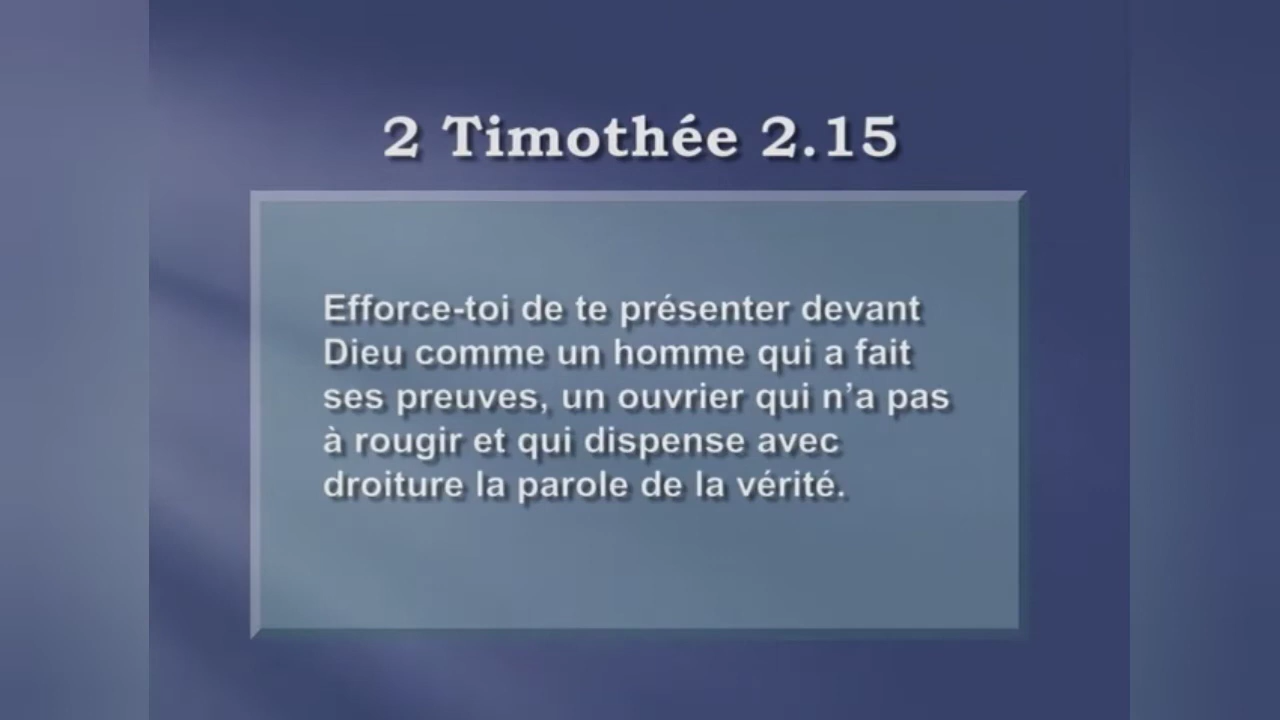 2 Timothée 2.15
Efforce-toi de te présenter devant
Dieu comme un homme qui a fait
ses preuves, un ouvrier qui n’a pas
à rougir et qui dispense avec
droiture la parole de la vérité.